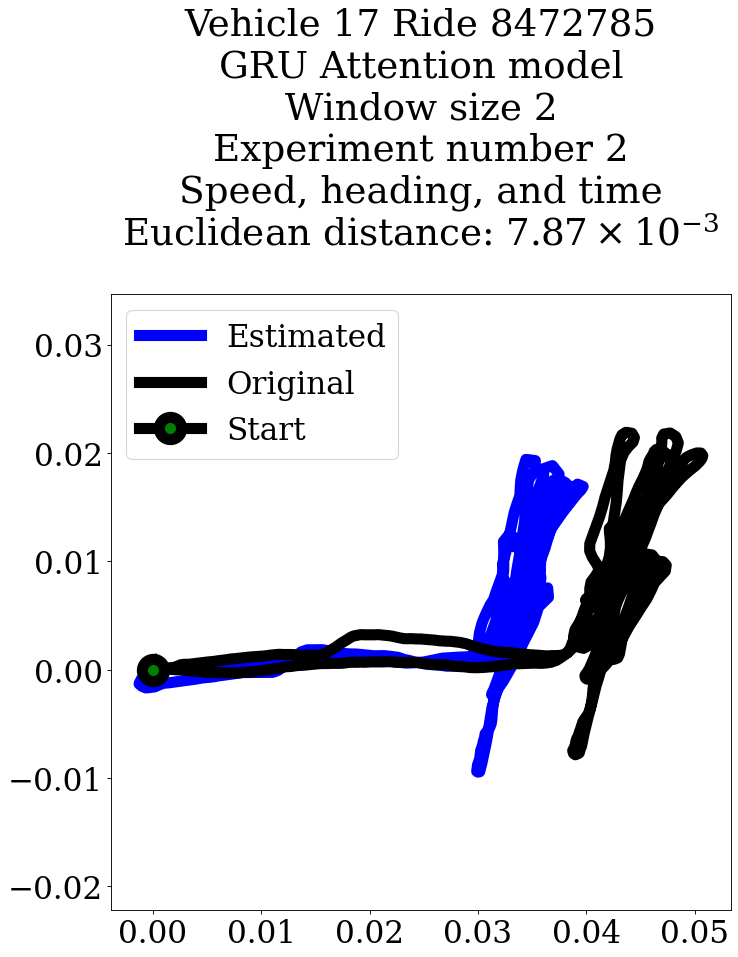 Vehicle 17 Ride 8472785
GRU Attention model
Window size 2
Experiment number 2
Speed, heading, and time
Euclidean distance: 7.87 × 10⁻³
Estimated
Original
Start
0.03
0.02
0.01
0.00
−0.01
−0.02
0.00 0.01 0.02 0.03 0.04 0.05